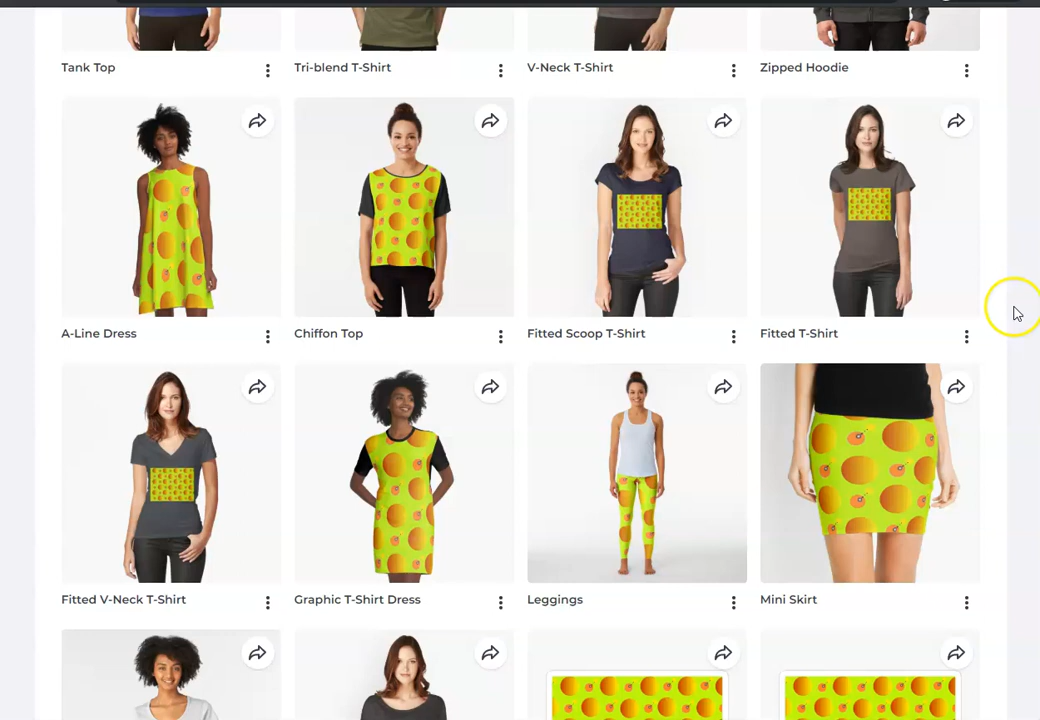 Tank Top
Tri-blend T-Shirt
V-Neck T-Shirt
Zipped Hoodie
A-Line Dress
Chiffon Top
Fitted Scoop T-Shirt
Fitted T-Shirt
Fitted V-Neck T-Shirt
Graphic T-Shirt Dress
Leggings
Mini Skirt